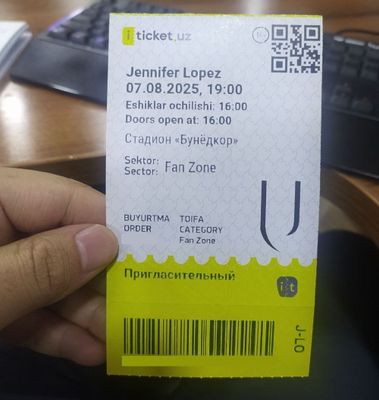 iticket.uz
16+
Jennifer Lopez
07.08.2025, 19:00
Eshiklar ochilishi: 16:00
Doors open at: 16:00
Стадион «Бунёдкор»
Sektor:
Sector: Fan Zone
BUYURTMA TOIFA
ORDER CATEGORY
Fan Zone
Пригласительный
i:t
J-LO